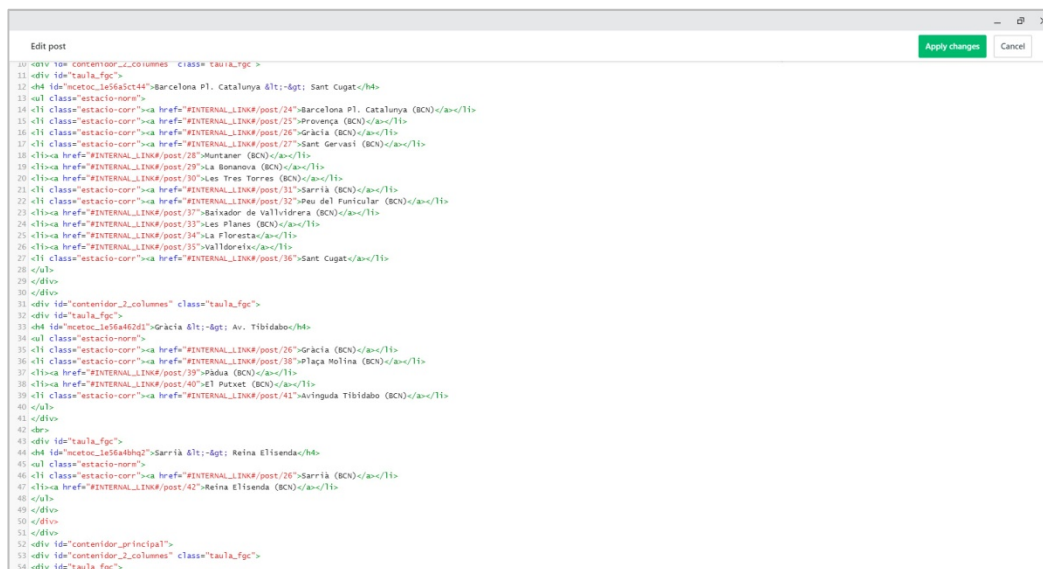 Edit post
Apply changes
Cancel
10 <div id="contenidor_2_columnes" class="taula_fgc">
11 <div id="taula_fgc">
12 <h4 id="mcetoc_1e56a5ct44">Barcelona Pl. Catalunya &lt;-&gt; Sant Cugat</h4>
13 <ul class="estacio-norm">
14 <li class="estacio-corr"><a href="#INTERNAL_LINK#/post/24">Barcelona Pl. Catalunya (BCN)</a></li>
15 <li class="estacio-corr"><a href="#INTERNAL_LINK#/post/25">Provença (BCN)</a></li>
16 <li class="estacio-corr"><a href="#INTERNAL_LINK#/post/26">Gràcia (BCN)</a></li>
17 <li class="estacio-corr"><a href="#INTERNAL_LINK#/post/27">Sant Gervasi (BCN)</a></li>
18 <li><a href="#INTERNAL_LINK#/post/28">Muntaner (BCN)</a></li>
19 <li><a href="#INTERNAL_LINK#/post/29">La Bonanova (BCN)</a></li>
20 <li><a href="#INTERNAL_LINK#/post/30">Les Tres Torres (BCN)</a></li>
21 <li class="estacio-corr"><a href="#INTERNAL_LINK#/post/31">Sarrià (BCN)</a></li>
22 <li class="estacio-corr"><a href="#INTERNAL_LINK#/post/32">Peu del Funicular (BCN)</a></li>
23 <li><a href="#INTERNAL_LINK#/post/37">Baixador de Vallvidrera (BCN)</a></li>
24 <li><a href="#INTERNAL_LINK#/post/33">Les Planes (BCN)</a></li>
25 <li><a href="#INTERNAL_LINK#/post/34">La Floresta</a></li>
26 <li><a href="#INTERNAL_LINK#/post/35">Valldoreix</a></li>
27 <li class="estacio-corr"><a href="#INTERNAL_LINK#/post/36">Sant Cugat</a></li>
28 </ul>
29 </div>
30 </div>
31 <div id="contenidor_2_columnes" class="taula_fgc">
32 <div id="taula_fgc">
33 <h4 id="mcetoc_1e56a462d1">Gràcia &lt;-&gt; Av. Tibidabo</h4>
34 <ul class="estacio-norm">
35 <li class="estacio-corr"><a href="#INTERNAL_LINK#/post/26">Gràcia (BCN)</a></li>
36 <li class="estacio-corr"><a href="#INTERNAL_LINK#/post/38">Plaça Molina (BCN)</a></li>
37 <li><a href="#INTERNAL_LINK#/post/39">Pàdua (BCN)</a></li>
38 <li><a href="#INTERNAL_LINK#/post/40">El Putxet (BCN)</a></li>
39 <li class="estacio-corr"><a href="#INTERNAL_LINK#/post/41">Avinguda Tibidabo (BCN)</a></li>
40 </ul>
41 </div>
42 <br>
43 <div id="taula_fgc">
44 <h4 id="mcetoc_1e56a4bhq2">Sarrià &lt;-&gt; Reina Elisenda</h4>
45 <ul class="estacio-norm">
46 <li class="estacio-corr"><a href="#INTERNAL_LINK#/post/26">Sarrià (BCN)</a></li>
47 <li><a href="#INTERNAL_LINK#/post/42">Reina Elisenda (BCN)</a></li>
48 </ul>
49 </div>
50 </div>
51 </div>
52 <div id="contenidor_principal">
53 <div id="contenidor_2_columnes" class="taula_fgc">
54 <div id="taula_fgc">